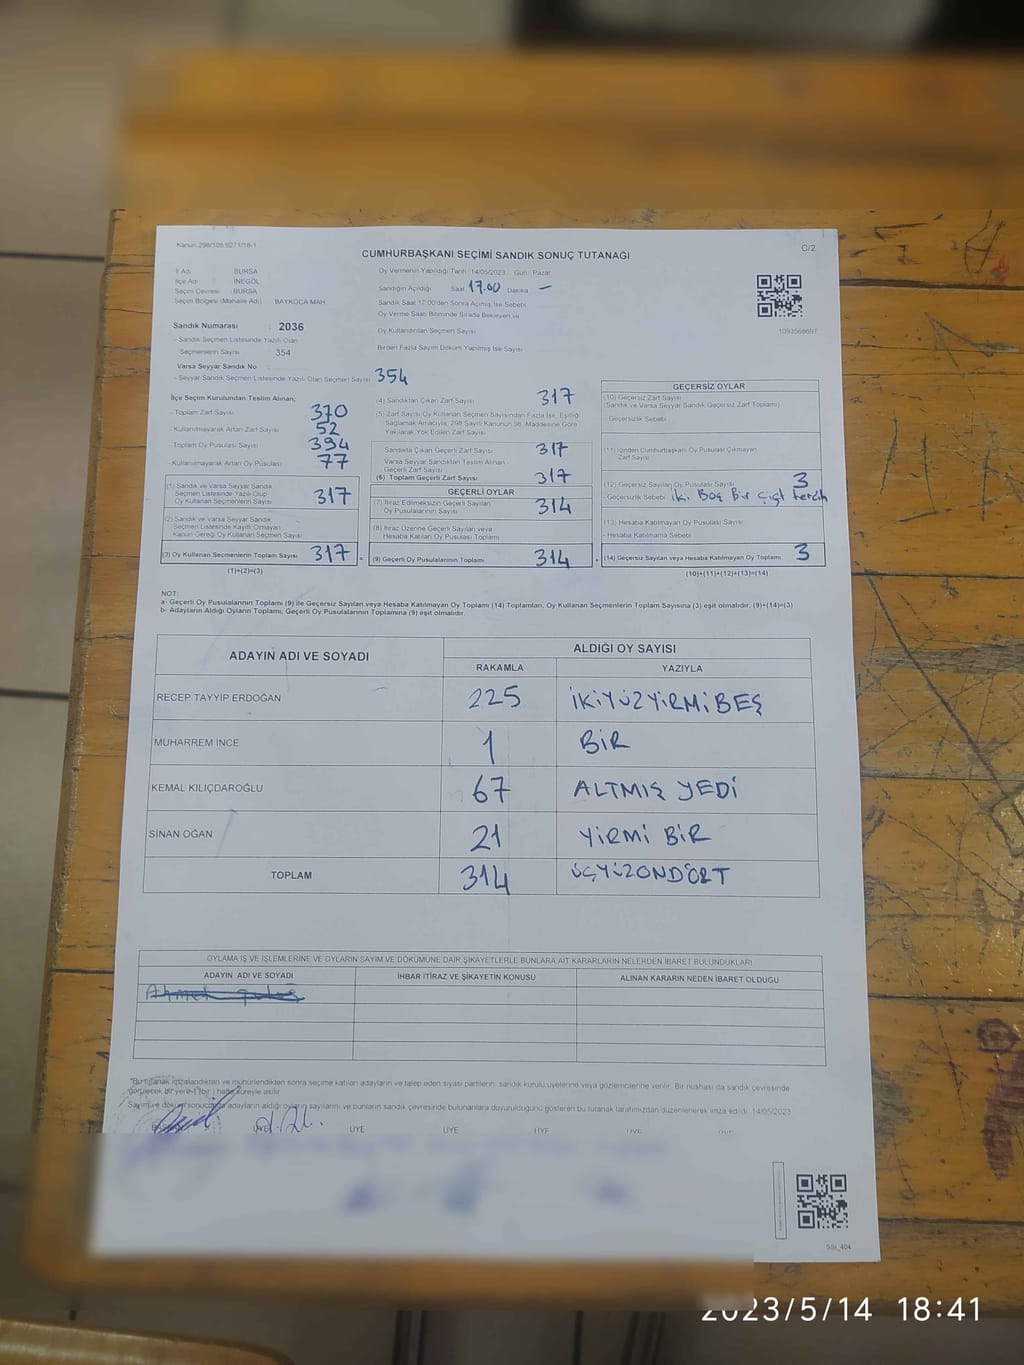 Kanun:298/105,6271/18-1
C/2
CUMHURBAŞKANI SEÇİMİ SANDIK SONUÇ TUTANAĞI
İl Adı : BURSA
İlçe Adı : İNEGÖL
Seçim Çevresi : BURSA
Seçim Bölgesi (Mahalle Adı) : BAYKOCA MAH
Sandık Numarası : 2036
- Sandık Seçmen Listesinde Yazılı Olan
Seçmenlerin Sayısı : 354
Varsa Seyyar Sandık No
- Seyyar Sandık Seçmen Listesinde Yazılı Olan Seçmen Sayısı 354
Oy Vermenin Yapıldığı Tarih : 14/05/2023 Gün : Pazar
Sandığın Açıldığı Saat 17.00 Dakika —
Sandık Saat 17:00'den Sonra Açılmış İse Sebebi
Oy Verme Saati Bitiminde Sırada Bekleyen ve
Oy Kullandırılan Seçmen Sayısı
Birden Fazla Sayım Döküm Yapılmış İse Sayısı
1093568697
İlçe Seçim Kurulundan Teslim Alınan;
- Toplam Zarf Sayısı 370
- Kullanılmayarak Artan Zarf Sayısı 52
Toplam Oy Pusulası Sayısı 394
- Kullanılmayarak Artan Oy Pusulası 77
(1) Sandık ve Varsa Seyyar Sandık
Seçmen Listesinde Yazılı Olup
Oy Kullanan Seçmenlerin Sayısı 317
(2) Sandık ve Varsa Seyyar Sandık
Seçmen Listesinde Kayıtlı Olmayan
Kanun Gereği Oy Kullanan Seçmen Sayısı
(3) Oy Kullanan Seçmenlerin Toplam Sayısı 317
(1)+(2)=(3)
(4) Sandıktan Çıkan Zarf Sayısı 317
(5) Zarf Sayısı Oy Kullanan Seçmen Sayısından Fazla İse, Eşitliği
Sağlamak Amacıyla, 298 Sayılı Kanunun 98. Maddesine Göre
Yakılarak Yok Edilen Zarf Sayısı
Sandıkta Çıkan Geçerli Zarf Sayısı 317
Varsa Seyyar Sandıktan Teslim Alınan
Geçerli Zarf Sayısı
(6) Toplam Geçerli Zarf Sayısı 317
GEÇERLİ OYLAR
(7) İtiraz Edilmeksizin Geçerli Sayılan
Oy Pusulalarının Sayısı 314
(8) İtiraz Üzerine Geçerli Sayılan veya
Hesaba Katılan Oy Pusulası Toplamı
= (9) Geçerli Oy Pusulalarının Toplamı 314
GEÇERSİZ OYLAR
(10) Geçersiz Zarf Sayısı
(Sandık ve Varsa Seyyar Sandık Geçersiz Zarf Toplamı)
Geçersizlik Sebebi
(11) İçinden Cumhurbaşkanı Oy Pusulası Çıkmayan
Zarf Sayısı
(12) Geçersiz Sayılan Oy Pusulası Sayısı 3
Geçersizlik Sebebi İki Boş Bir Çift tercih
(13) Hesaba Katılmayan Oy Pusulası Sayısı
- Hesaba Katılmama Sebebi
+ (14) Geçersiz Sayılan veya Hesaba Katılmayan Oy Toplamı 3
(10)+(11)+(12)+(13)=(14)
NOT:
a- Geçerli Oy Pusulalarının Toplamı (9) ile Geçersiz Sayılan veya Hesaba Katılmayan Oy Toplamı (14) Toplamları, Oy Kullanan Seçmenlerin Toplam Sayısına (3) eşit olmalıdır. (9)+(14)=(3)
b- Adayların Aldığı Oyların Toplamı, Geçerli Oy Pusulalarının Toplamına (9) eşit olmalıdır.
ADAYIN ADI VE SOYADI ALDIĞI OY SAYISI
RAKAMLA YAZIYLA
RECEP TAYYİP ERDOĞAN 225 İKİYÜZYİRMİBEŞ
MUHARREM İNCE 1 BİR
KEMAL KILIÇDAROĞLU 67 ALTMIŞ YEDİ
SİNAN OĞAN 21 YİRMİ BİR
TOPLAM 314 ÜÇYÜZONDÖRT
OYLAMA İŞ VE İŞLEMLERİNE VE OYLARIN SAYIM VE DÖKÜMÜNE DAİR ŞİKAYETLERLE BUNLARA AİT KARARLARIN NELERDEN İBARET BULUNDUKLARI
ADAYIN ADI VE SOYADI İHBAR İTİRAZ VE ŞİKAYETİN KONUSU ALINAN KARARIN NEDEN İBARET OLDUĞU
Ahmet
*Bu tutanak imzalandıktan ve mühürlendikten sonra seçime katılan adayların ve talep eden siyasi partilerin, sandık kurulu üyelerine veya gözlemcilerine verilir. Bir nüshası da sandık çevresinde
görülecek bir yere 1 (bir) hafta süreyle asılır.
Sayım ve döküm sonucunda adayların aldığı oyların sayılarını ve bunların sandık çevresinde bulunanlara duyurulduğunu gösteren bu tutanak tarafımızdan düzenlenerek imza edildi. 14/05/2023
ÜYE ÜYE ÜYE ÜYE ÜYE ÜYE
SSI_404
2023/5/14 18:41